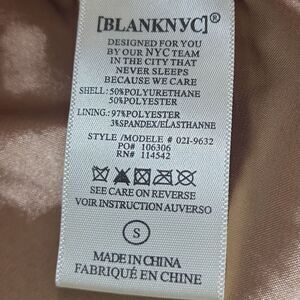 [BLANKNYC]®
DESIGNED FOR YOU
BY OUR NYC TEAM
IN THE CITY THAT
NEVER SLEEPS
BECAUSE WE CARE
SHELL: 50%POLYURETHANE
50%POLYESTER
LINING.: 97%POLYESTER
3%SPANDEX/ELASTHANNE
STYLE /MODELE # 02I-9632
PO# 106306
RN# 114542
SEE CARE ON REVERSE
VOIR INSTRUCTION AUVERSO
S
MADE IN CHINA
FABRIQUÉ EN CHINE